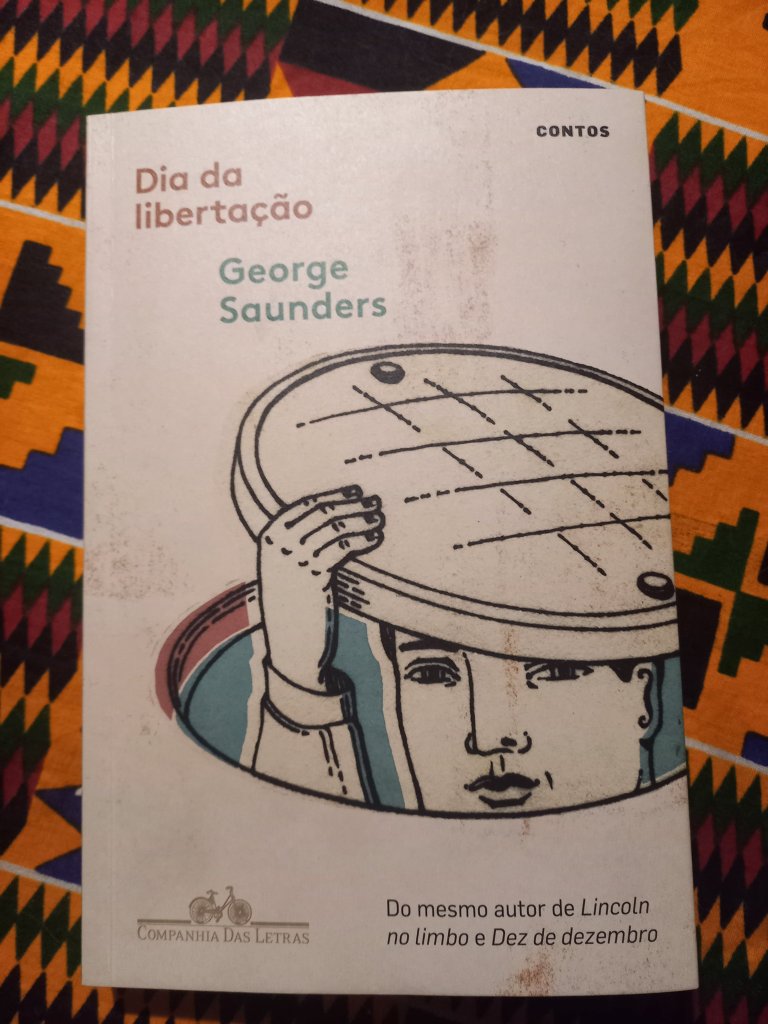 CONTOS
Dia da
libertação
George
Saunders
COMPANHIA DAS LETRAS
Do mesmo autor de Lincoln
no limbo e Dez de dezembro